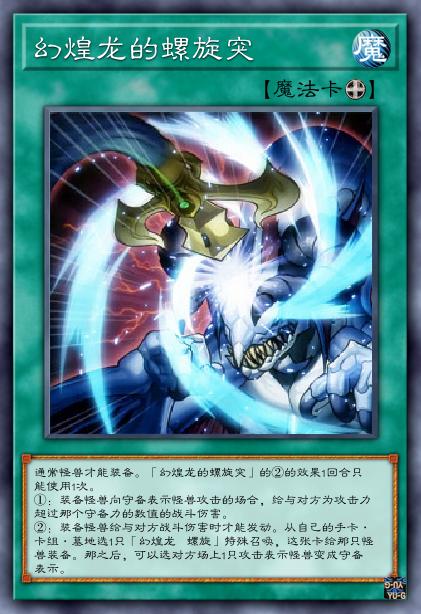 幻煌龙的螺旋突
魔
【魔法卡】
通常怪兽才能装备。「幻煌龙的螺旋突」的②的效果1回合只
能使用1次。
①：装备怪兽向守备表示怪兽攻击的场合，给与对方为攻击力
超过那个守备力的数值的战斗伤害。
②：装备怪兽给与对方战斗伤害时才能发动。从自己的手卡·
卡组·墓地选1只「幻煌龙 螺旋」特殊召唤，这张卡给那只怪
兽装备。那之后，可以选对方场上1只攻击表示怪兽变成守备
表示。